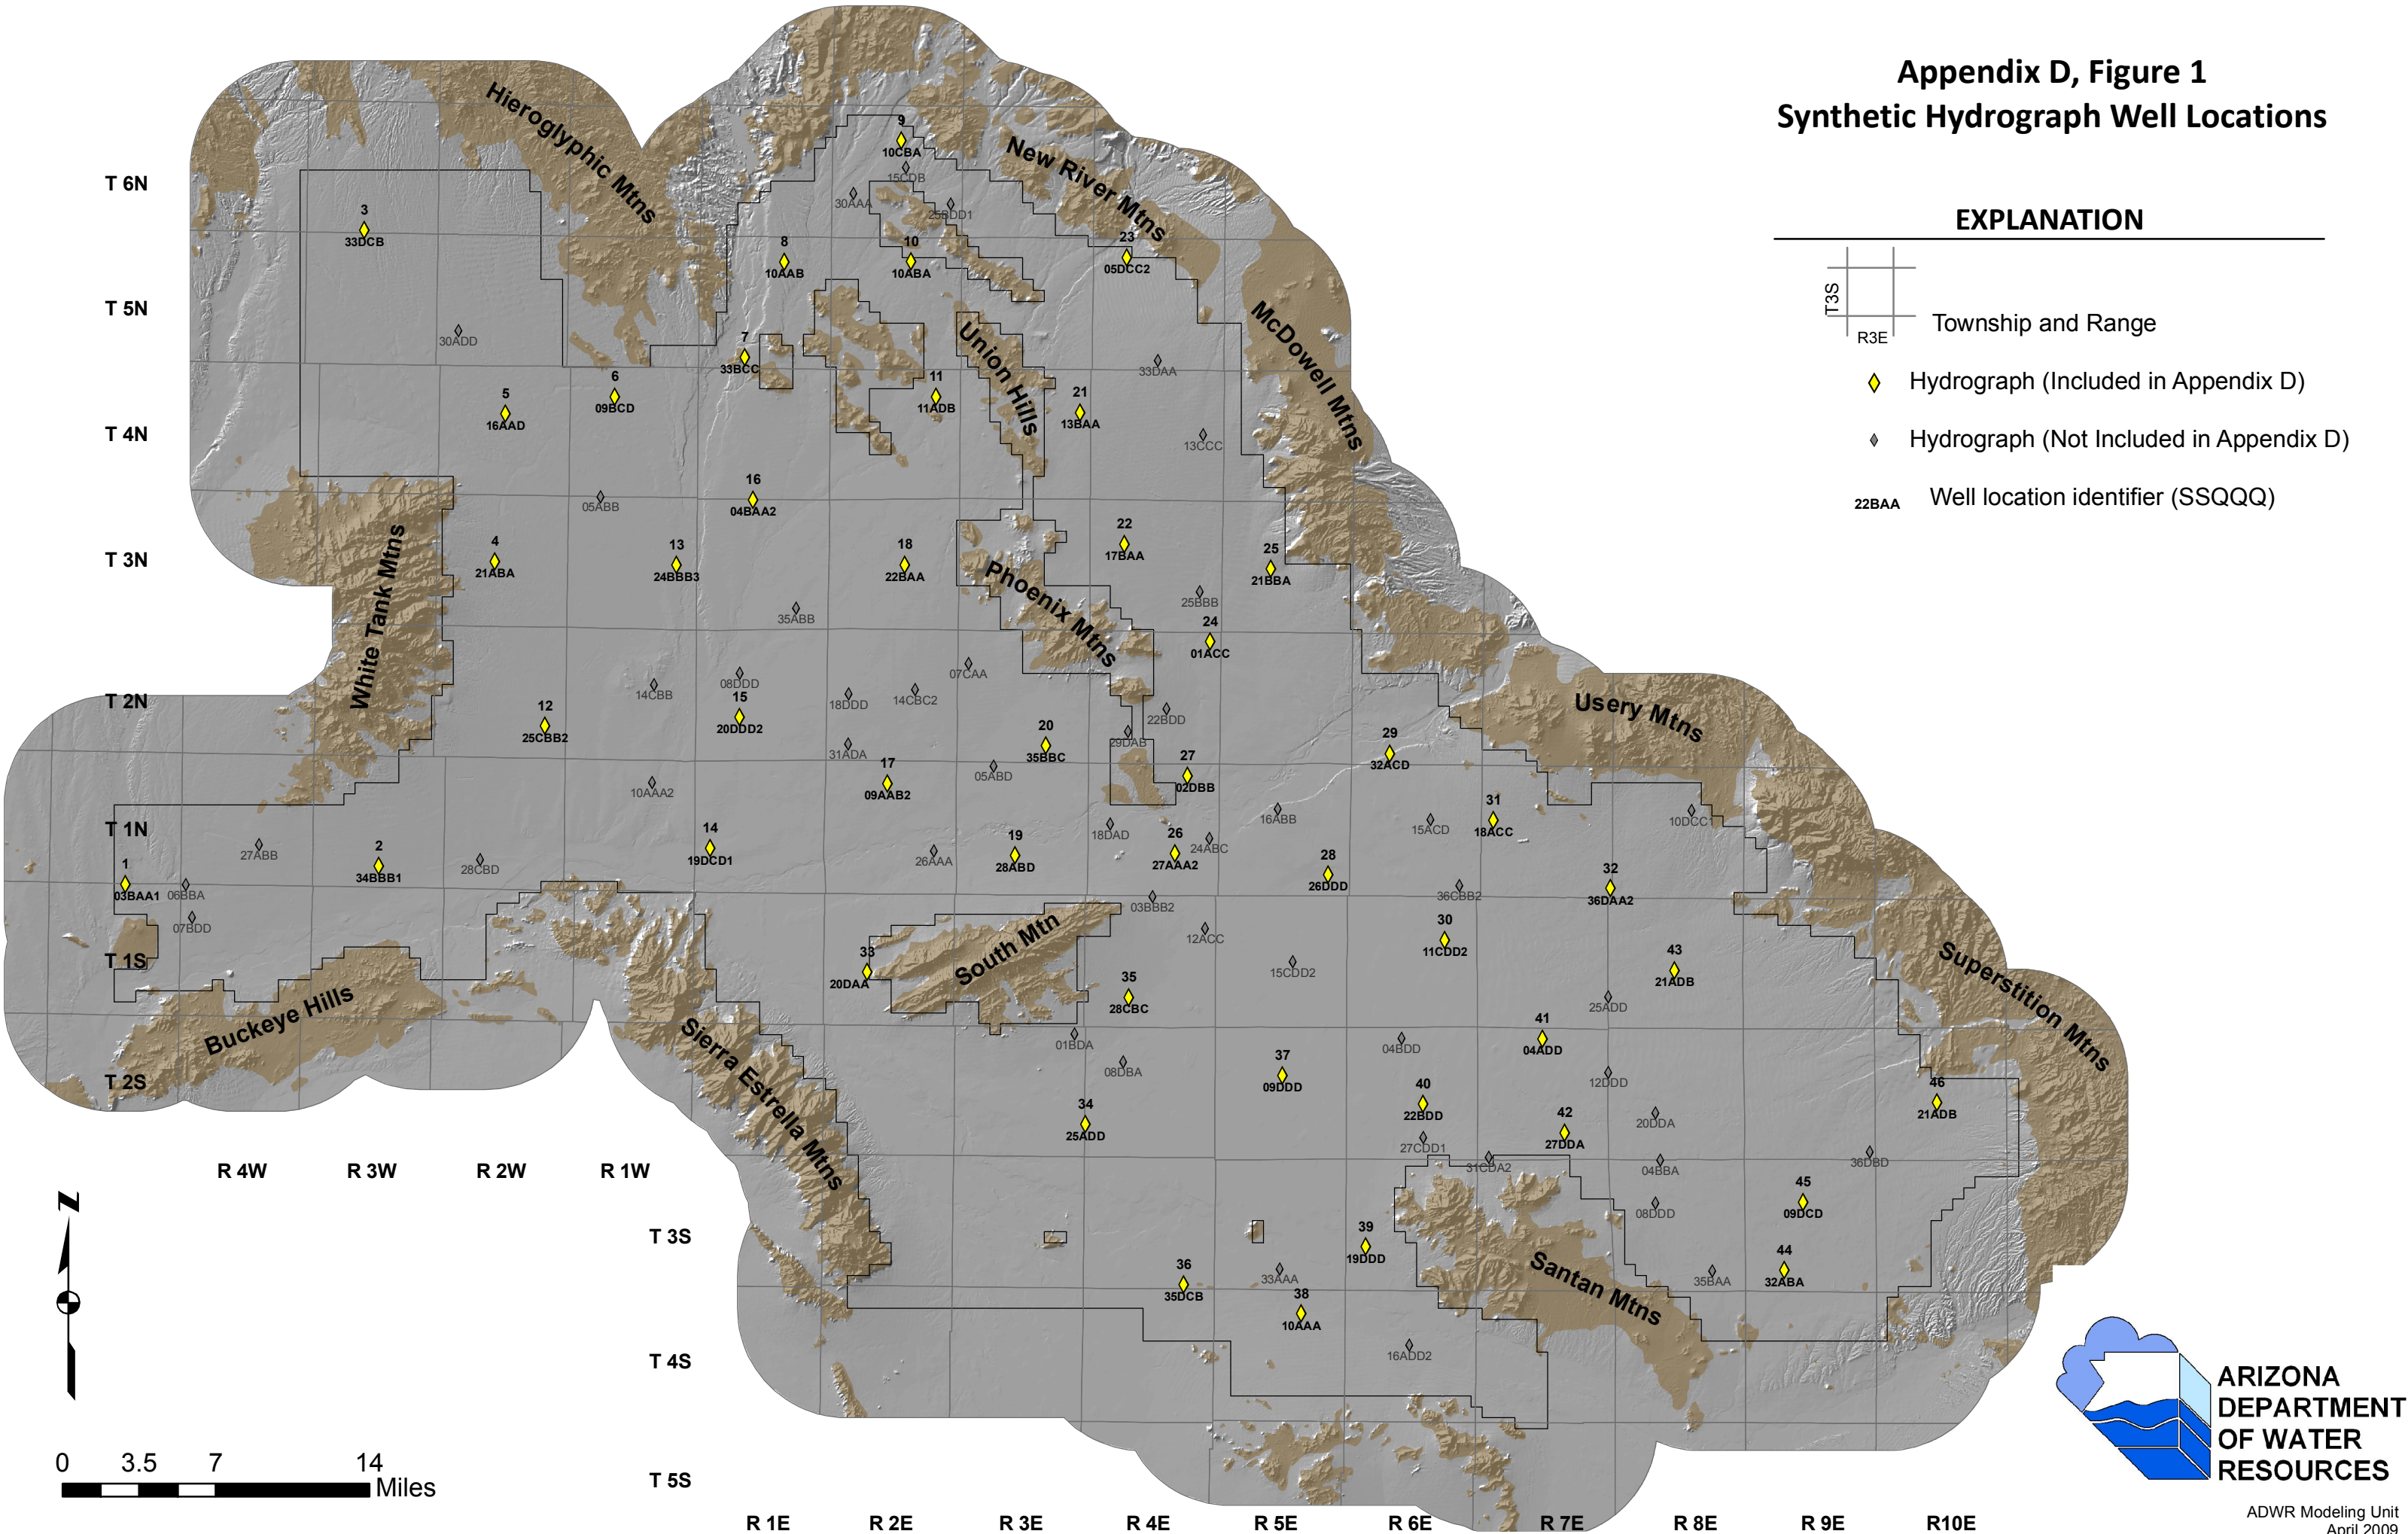 Appendix D, Figure 1
Synthetic Hydrograph Well Locations
EXPLANATION
T3S
R3E
Township and Range
Hydrograph (Included in Appendix D)
Hydrograph (Not Included in Appendix D)
22BAA
Well location identifier (SSQQQ)
Hieroglyphic Mtns
New River Mtns
McDowell Mtns
Union Hills
Phoenix Mtns
White Tank Mtns
Usery Mtns
Superstition Mtns
Buckeye Hills
Sierra Estrella Mtns
South Mtn
Santan Mtns
T 6N
T 5N
T 4N
T 3N
T 2N
T 1N
T 1S
T 2S
T 3S
T 4S
T 5S
R 4W
R 3W
R 2W
R 1W
R 1E
R 2E
R 3E
R 4E
R 5E
R 6E
R 7E
R 8E
R 9E
R10E
9
10CBA
15CDB
30AAA
25BDD1
3
33DCB
8
10AAB
10
10ABA
23
05DCC2
30ADD
7
33BCC
33DAA
5
16AAD
6
09BCD
11
11ADB
21
13BAA
13CCC
16
04BAA2
05ABB
4
21ABA
13
24BBB3
18
22BAA
22
17BAA
25
21BBA
35ABB
25BBB
24
01ACC
07CAA
14CBB
08DDD
15
20DDD2
18DDD
14CBC2
22BDD
12
25CBB2
31ADA
20
35BBC
29DAB
29
32ACD
10AAA2
17
09AAB2
05ABD
27
02DBB
16ABB
15ACD
31
18ACC
10DCC1
27ABB
28CBD
14
19DCD1
26AAA
19
28ABD
18DAD
26
27AAA2
24ABC
28
26DDD
1
03BAA1
06BBA
2
34BBB1
36CBB2
32
36DAA2
07BDD
03BBB2
12ACC
30
11CDD2
33
20DAA
15CDD2
43
21ADB
35
28CBC
25ADD
01BDA
08DBA
04BDD
41
04ADD
37
09DDD
12DDD
40
22BDD
46
21ADB
34
25ADD
27CDD1
42
27DDA
20DDA
31CDA2
04BBA
36DBD
08DDD
45
09DCD
39
19DDD
36
35DCB
33AAA
35BAA
44
32ABA
38
10AAA
16ADD2
Z
0 3.5 7 14
Miles
ARIZONA
DEPARTMENT
OF WATER
RESOURCES
ADWR Modeling Unit
April 2009